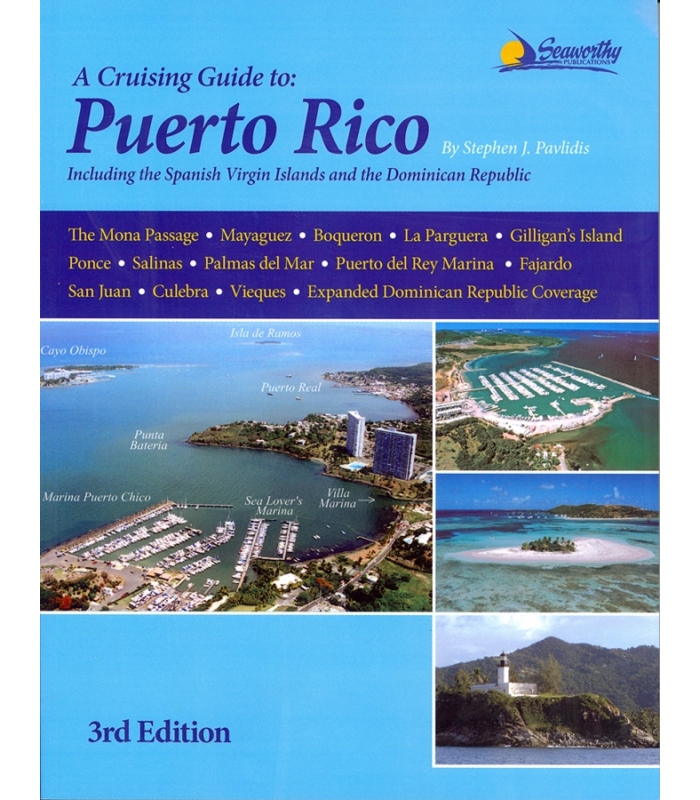 Seaworthy
PUBLICATIONS
A Cruising Guide to:
Puerto Rico
By Stephen J. Pavlidis
Including the Spanish Virgin Islands and the Dominican Republic
The Mona Passage • Mayaguez • Boqueron • La Parguera • Gilligan's Island
Ponce • Salinas • Palmas del Mar • Puerto del Rey Marina • Fajardo
San Juan • Culebra • Vieques • Expanded Dominican Republic Coverage
Isla de Ramos
Cayo Obispo
Puerto Real
Punta
Bateria
Marina Puerto Chico
Sea Lover's
Marina
Villa
Marina
3rd Edition